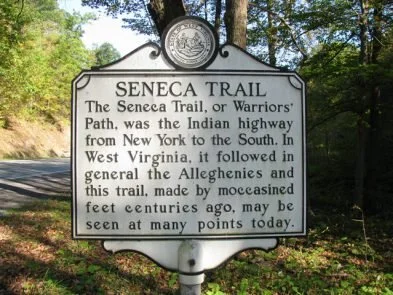 SENECA TRAIL
The Seneca Trail, or Warriors'
Path, was the Indian highway
from New York to the South. In
West Virginia, it followed in
general the Alleghenies and
this trail, made by moccasined
feet centuries ago, may be
seen at many points today.